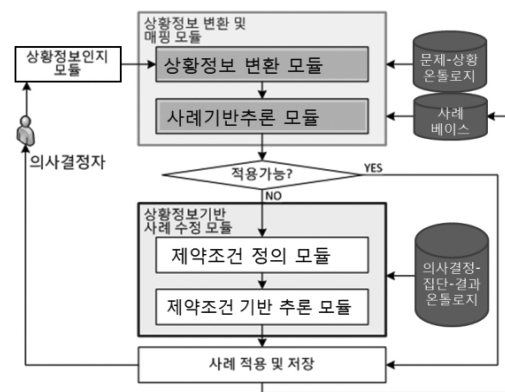 상황정보 변환 및
매핑 모듈
상황정보인지
모듈
상황정보 변환 모듈
문제-상황
온톨로지
사례기반추론 모듈
사례
베이스
의사결정자
적용가능?
YES
NO
상황정보기반
사례 수정 모듈
제약조건 정의 모듈
의사결정-
집단-결과
온톨로지
제약조건 기반 추론 모듈
사례 적용 및 저장